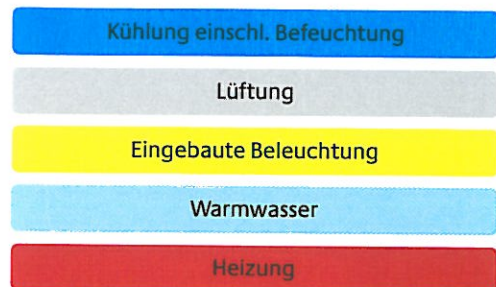 Kühlung einschl. Befeuchtung
Lüftung
Eingebaute Beleuchtung
Warmwasser
Heizung